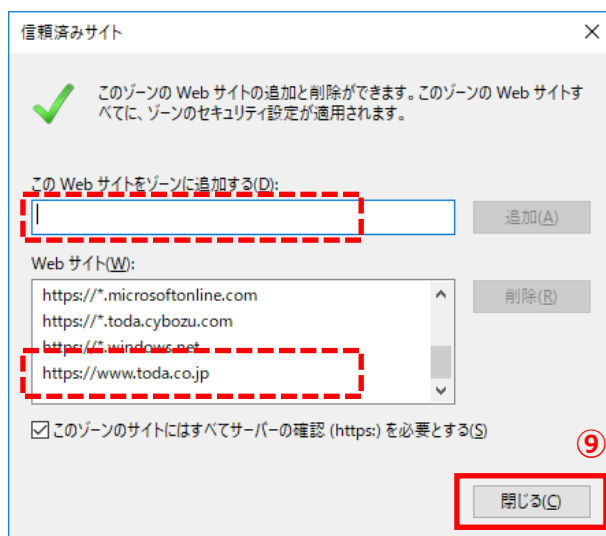 信頼済みサイト
このゾーンの Web サイトの追加と削除ができます。このゾーンの Web サイトす
べてに、ゾーンのセキュリティ設定が適用されます。
この Web サイトをゾーンに追加する(D):
追加(A)
Web サイト(W):
https://*.microsoftonline.com
削除(R)
https://*.toda.cybozu.com
https://*.windows.net
https://www.toda.co.jp
このゾーンのサイトにはすべてサーバーの確認 (https:) を必要とする(S)
⑨
閉じる(C)